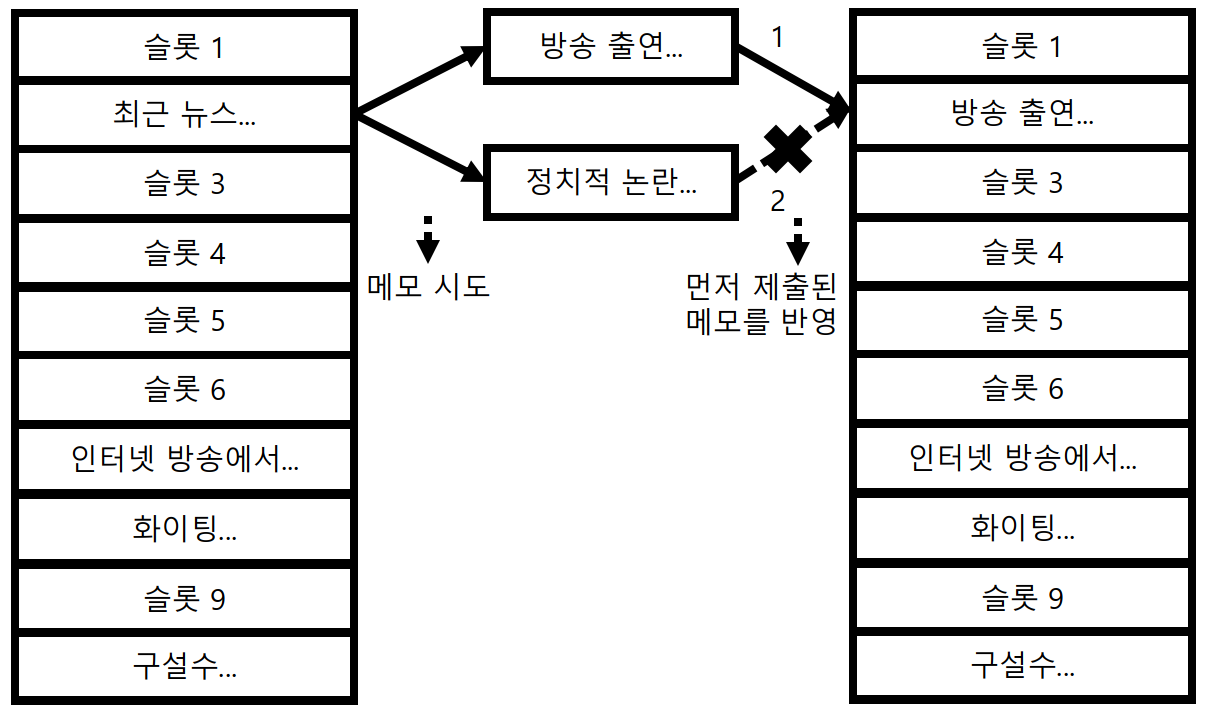 슬롯 1
최근 뉴스...
슬롯 3
슬롯 4
슬롯 5
슬롯 6
인터넷 방송에서...
화이팅...
슬롯 9
구설수...
방송 출연...
정치적 논란...
메모 시도
1
2
먼저 제출된
메모를 반영
슬롯 1
방송 출연...
슬롯 3
슬롯 4
슬롯 5
슬롯 6
인터넷 방송에서...
화이팅...
슬롯 9
구설수...